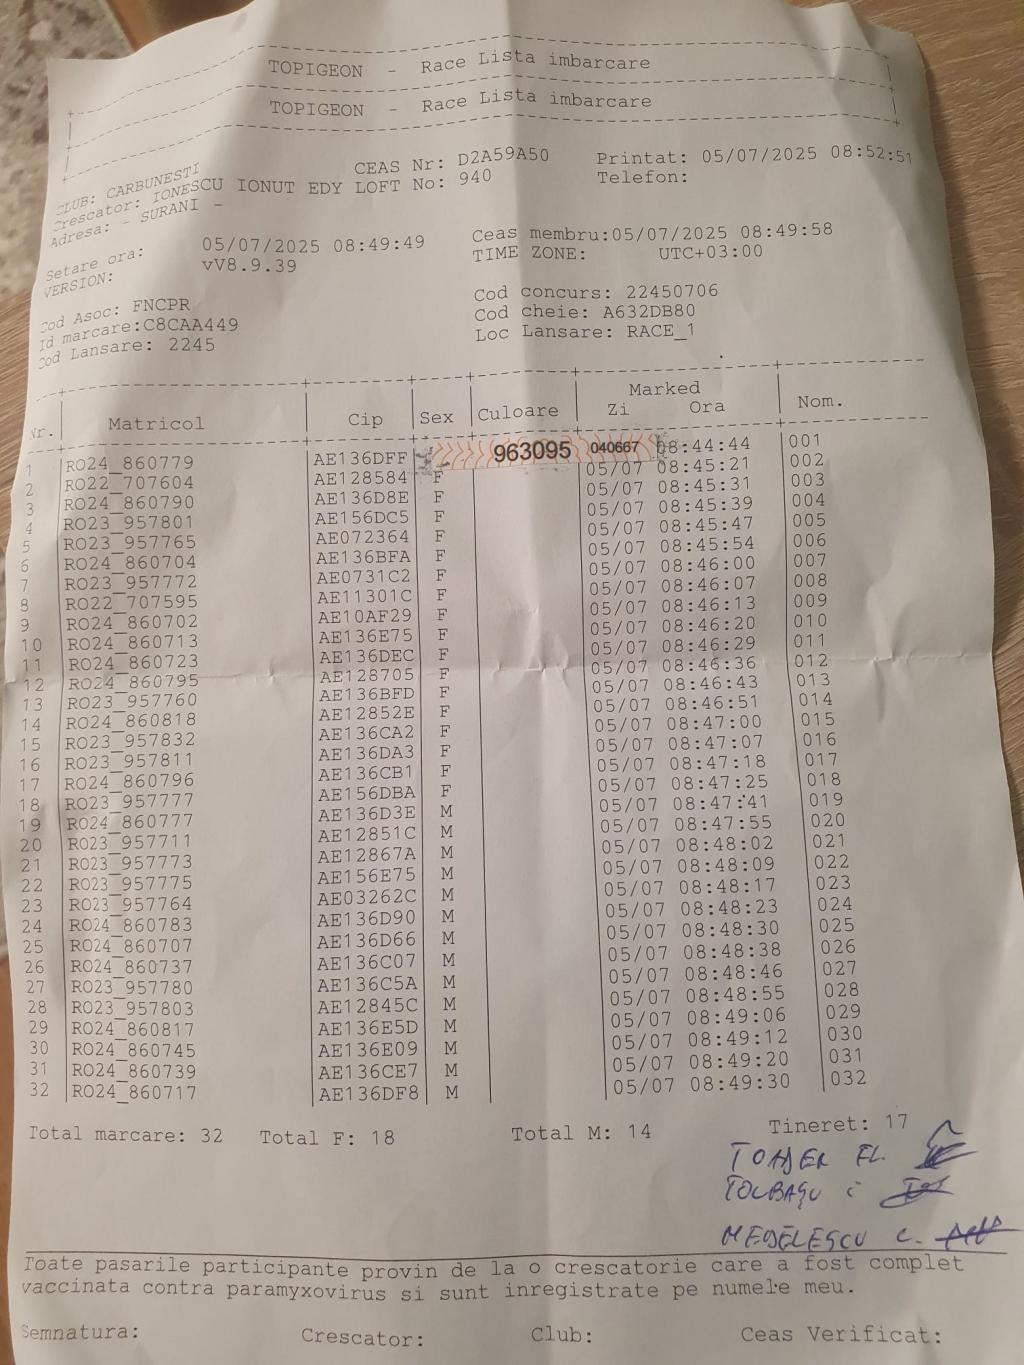 TOPIGEON - Race Lista imbarcare
TOPIGEON - Race Lista imbarcare
CLUB: CARBUNESTI CEAS Nr: D2A59A50 Printat: 05/07/2025 08:52:51
Crescator: IONESCU IONUT EDY LOFT No: 940 Telefon:
Adresa: - SURANI -
Setare ora: 05/07/2025 08:49:49 Ceas membru:05/07/2025 08:49:58
VERSION: vV8.9.39 TIME ZONE: UTC+03:00
Cod Asoc: FNCPR Cod concurs: 22450706
Id marcare:C8CAA449 Cod cheie: A632DB80
Cod Lansare: 2245 Loc Lansare: RACE_1
Marked
Nr. Matricol Cip Sex Culoare Zi Ora Nom.
1 RO24_860779 AE136DFF 963095 040667 08:44:44 001
2 RO22_707604 AE128584 F 05/07 08:45:21 002
3 RO24_860790 AE136D8E F 05/07 08:45:31 003
4 RO23_957801 AE156DC5 F 05/07 08:45:39 004
5 RO23_957765 AE072364 F 05/07 08:45:47 005
6 RO24_860704 AE136BFA F 05/07 08:45:54 006
7 RO23_957772 AE0731C2 F 05/07 08:46:00 007
8 RO22_707595 AE11301C F 05/07 08:46:07 008
9 RO24_860702 AE10AF29 F 05/07 08:46:13 009
10 RO24_860713 AE136E75 F 05/07 08:46:20 010
11 RO24_860723 AE136DEC F 05/07 08:46:29 011
12 RO24_860795 AE128705 F 05/07 08:46:36 012
13 RO23_957760 AE136BFD F 05/07 08:46:43 013
14 RO24_860818 AE12852E F 05/07 08:46:51 014
15 RO23_957832 AE136CA2 F 05/07 08:47:00 015
16 RO23_957811 AE136DA3 F 05/07 08:47:07 016
17 RO24_860796 AE136CB1 F 05/07 08:47:18 017
18 RO23_957777 AE156DBA F 05/07 08:47:25 018
19 RO24_860777 AE136D3E M 05/07 08:47:41 019
20 RO23_957711 AE12851C M 05/07 08:47:55 020
21 RO23_957773 AE12867A M 05/07 08:48:02 021
22 RO23_957775 AE156E75 M 05/07 08:48:09 022
23 RO23_957764 AE03262C M 05/07 08:48:17 023
24 RO24_860783 AE136D90 M 05/07 08:48:23 024
25 RO24_860707 AE136D66 M 05/07 08:48:30 025
26 RO24_860737 AE136C07 M 05/07 08:48:38 026
27 RO23_957780 AE136C5A M 05/07 08:48:46 027
28 RO23_957803 AE12845C M 05/07 08:48:55 028
29 RO24_860817 AE136E5D M 05/07 08:49:06 029
30 RO24_860745 AE136E09 M 05/07 08:49:12 030
31 RO24_860739 AE136CE7 M 05/07 08:49:20 031
32 RO24_860717 AE136DF8 M 05/07 08:49:30 032
Total marcare: 32 Total F: 18 Total M: 14 Tineret: 17
FL.
TOLBAȘU
C.
Toate pasarile participante provin de la o crescatorie care a fost complet
vaccinata contra paramyxovirus si sunt inregistrate pe numele meu.
Semnatura: Crescator: Club: Ceas Verificat: